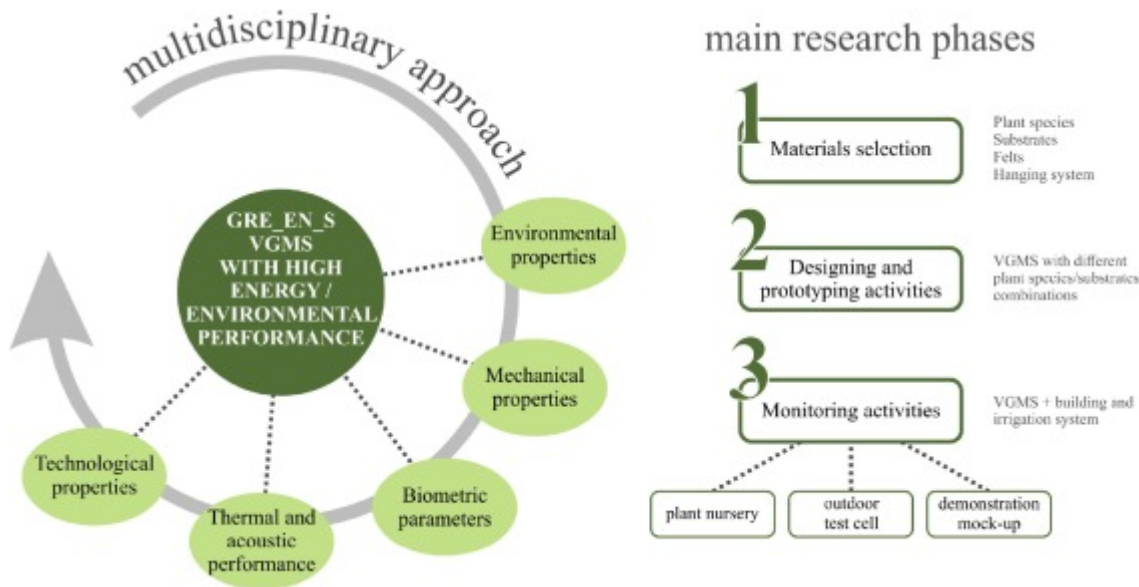 multidisciplinary approach
GRE_EN_S
VGMS
WITH HIGH
ENERGY /
ENVIRONMENTAL
PERFORMANCE
Environmental
properties
Mechanical
properties
Biometric
parameters
Thermal and
acoustic
performance
Technological
properties
main research phases
1
Materials selection
Plant species
Substrates
Felts
Hanging system
2
Designing and
prototyping activities
VGMS with different
plant species/substrates
combinations
3
Monitoring activities
VGMS + building and
irrigation system
plant nursery
outdoor
test cell
demonstration
mock-up